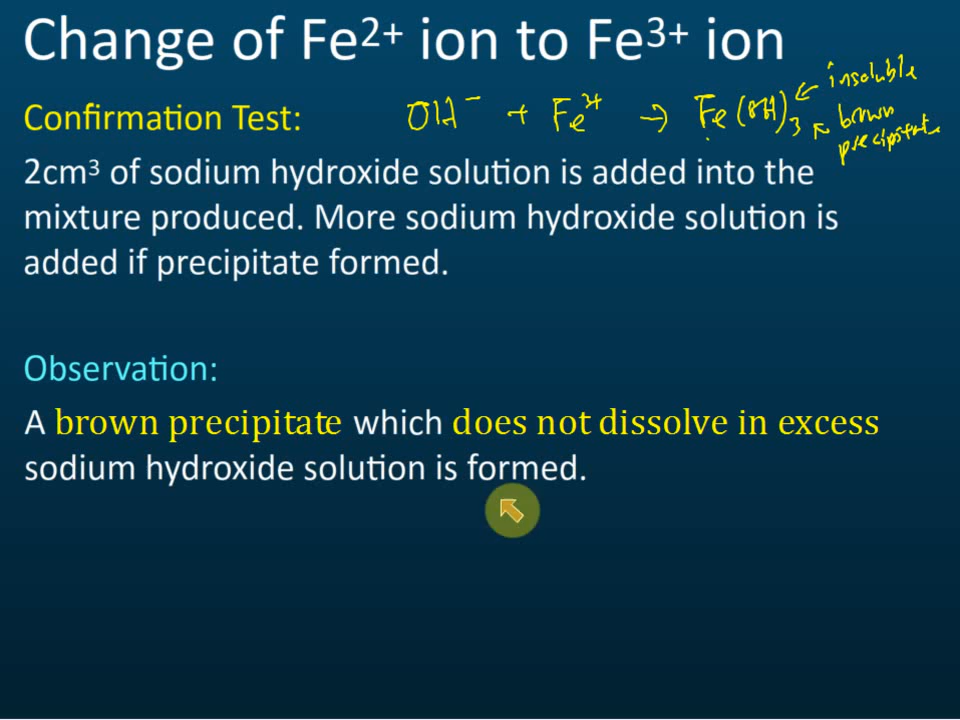 Change of Fe²⁺ ion to Fe³⁺ ion
Confirmation Test:
OH⁻ + Fe³⁺ → Fe(OH)₃
insoluble
brown
precipitate
2cm³ of sodium hydroxide solution is added into the
mixture produced. More sodium hydroxide solution is
added if precipitate formed.
Observation:
A brown precipitate which does not dissolve in excess
sodium hydroxide solution is formed.